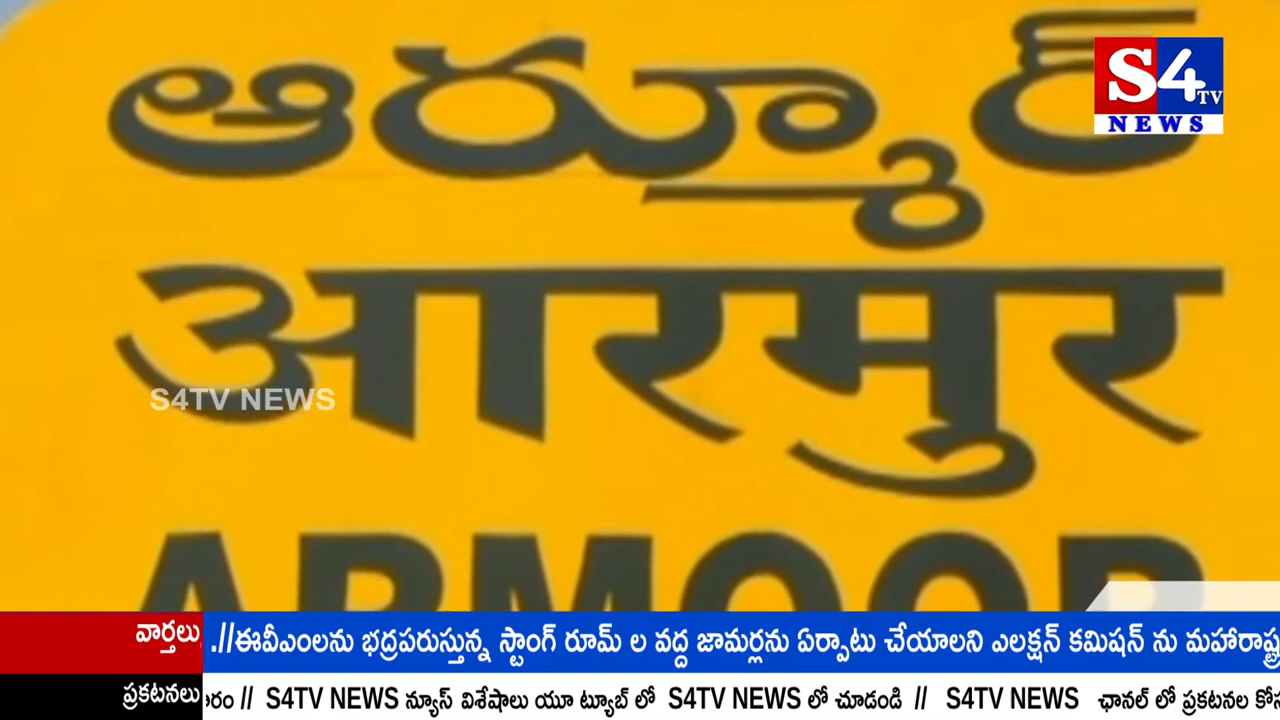 ఆర్మూర్
S4
TV
NEWS
आरमुर
S4TV NEWS
ARMOOR
వార్తలు,
.//ఈవీఎంలను భద్రపరుస్తున్న స్టాంగ్ రూమ్ ల వద్ద జామర్లను ఏర్పాటు చేయాలని ఎలక్షన్ కమిషన్ ను మహారాష్ట్ర
ప్రకటనలు
రం // S4TV NEWS న్యూస్ విశేషాలు యూ ట్యూబ్ లో S4TV NEWS లో చూడండి // S4TV NEWS ఛానల్ లో ప్రకటనల కోస